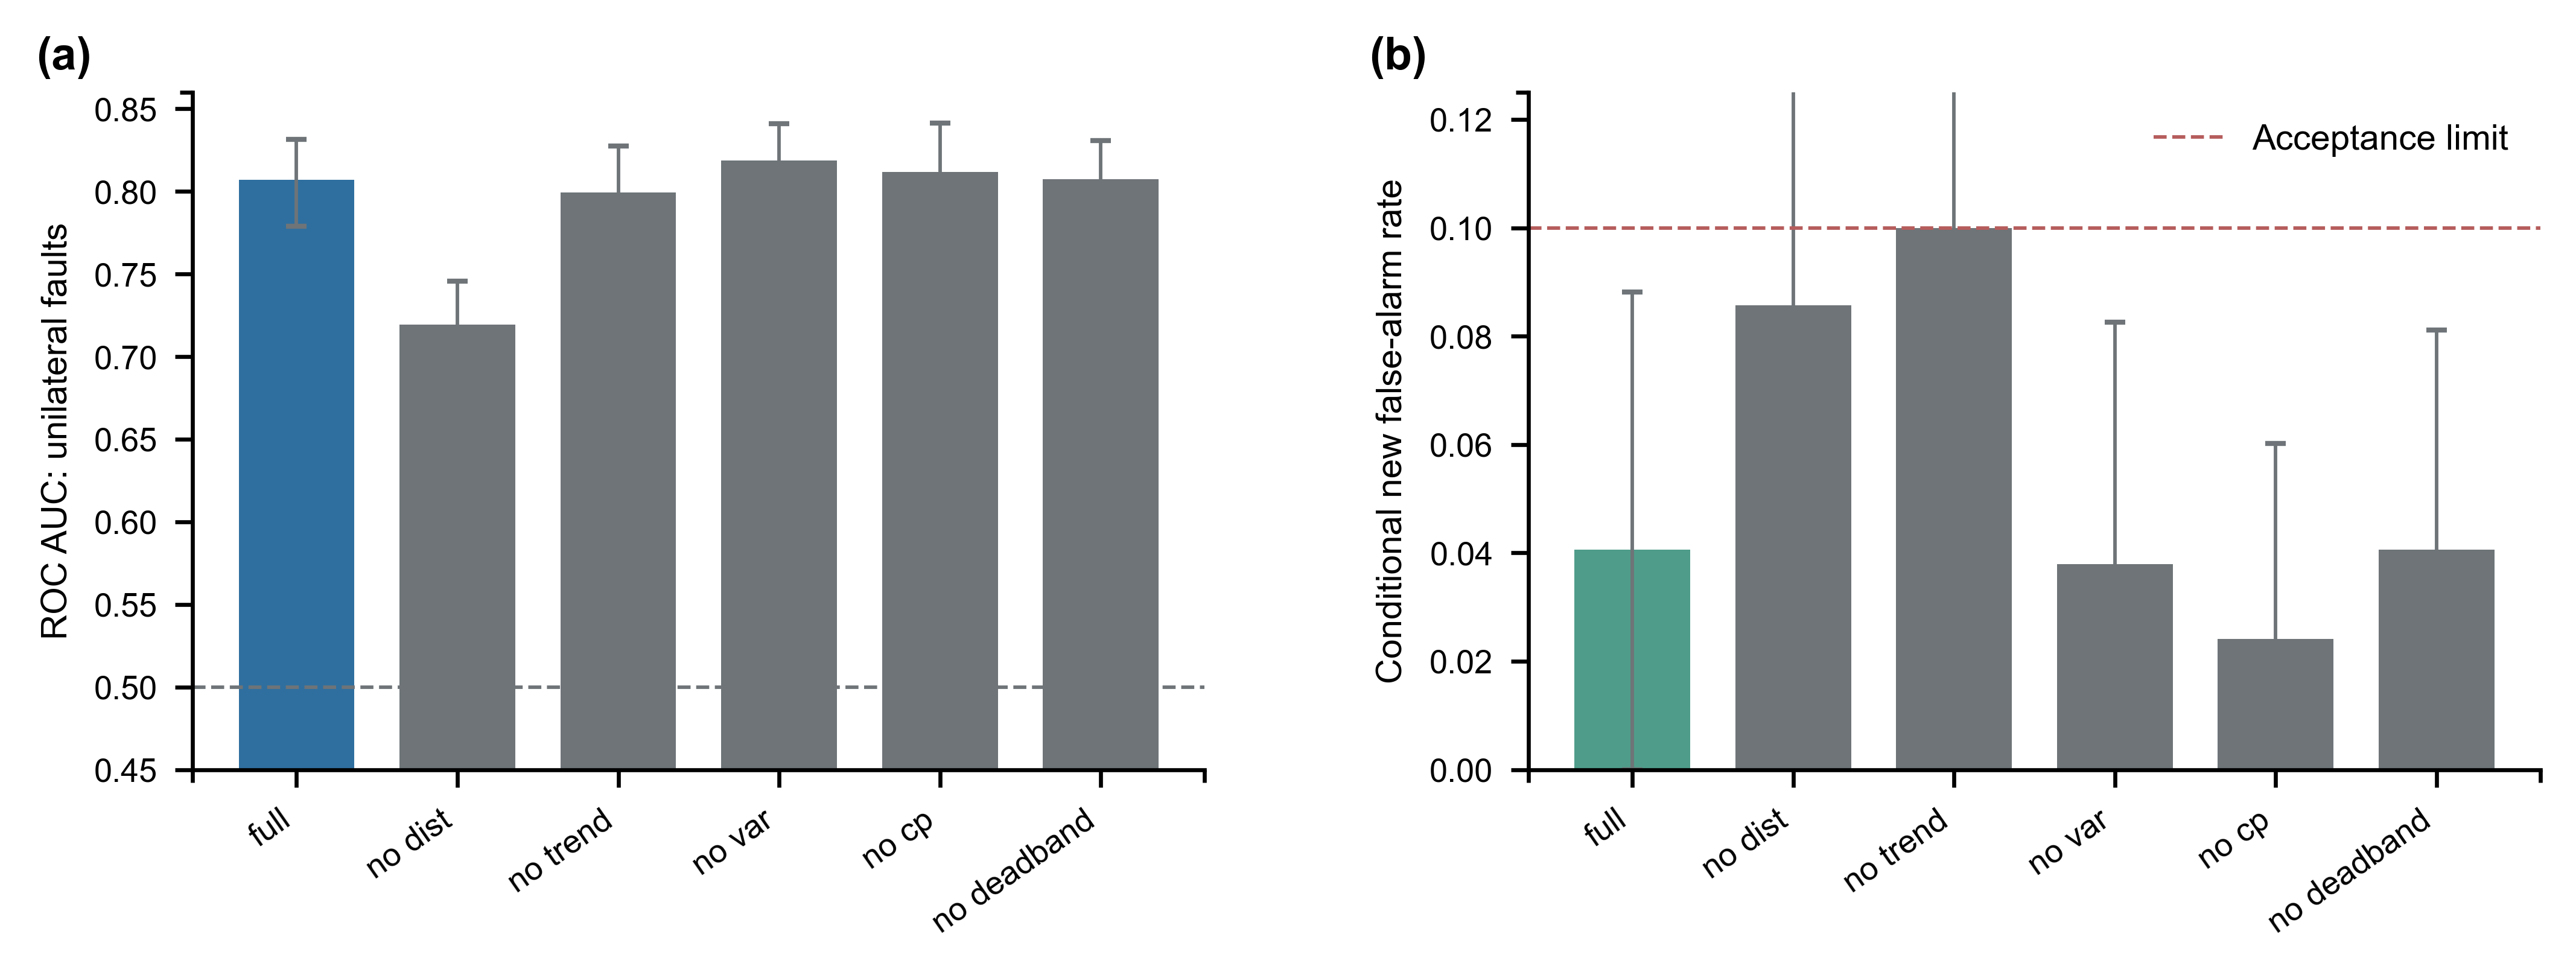 (a)
ROC AUC: unilateral faults
0.85
0.80
0.75
0.70
0.65
0.60
0.55
0.50
0.45
full
no dist
no trend
no var
no cp
no deadband
(b)
Conditional new false-alarm rate
0.12
0.10
0.08
0.06
0.04
0.02
0.00
Acceptance limit
full
no dist
no trend
no var
no cp
no deadband